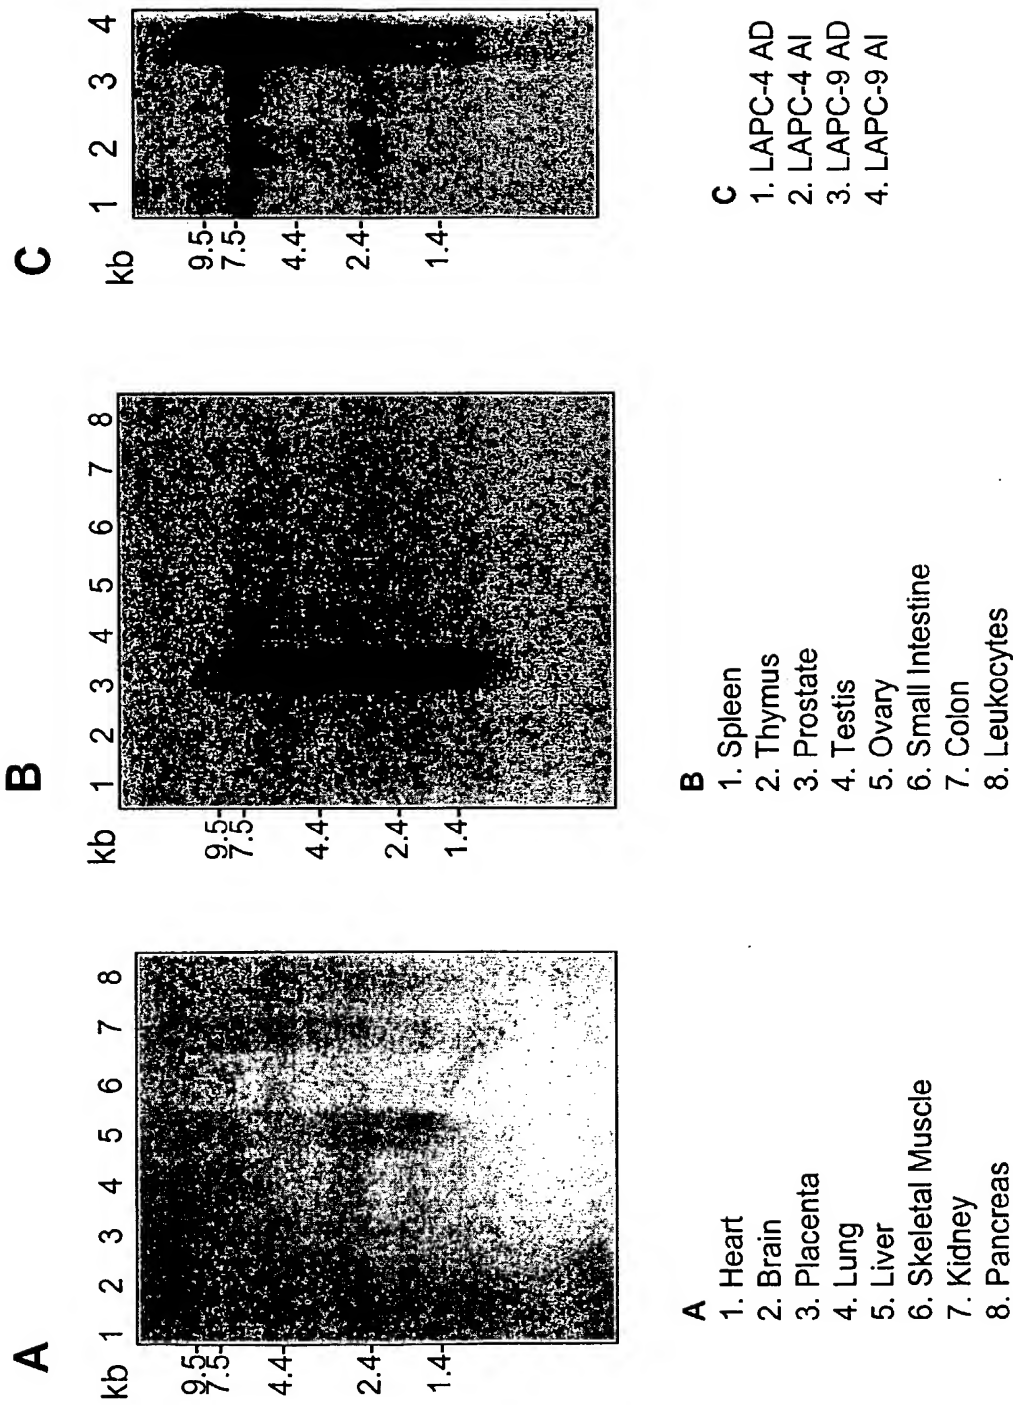 A
kb
1 2 3 4 5 6 7 8
9.5-
7.5-
4.4-
2.4-
1.4-
A
1. Heart
2. Brain
3. Placenta
4. Lung
5. Liver
6. Skeletal Muscle
7. Kidney
8. Pancreas
B
kb
1 2 3 4 5 6 7 8
9.5-
7.5-
4.4-
2.4-
1.4-
B
1. Spleen
2. Thymus
3. Prostate
4. Testis
5. Ovary
6. Small Intestine
7. Colon
8. Leukocytes
C
kb
1 2 3 4
9.5-
7.5-
4.4-
2.4-
1.4-
C
1. LAPC-4 AD
2. LAPC-4 AI
3. LAPC-9 AD
4. LAPC-9 AI